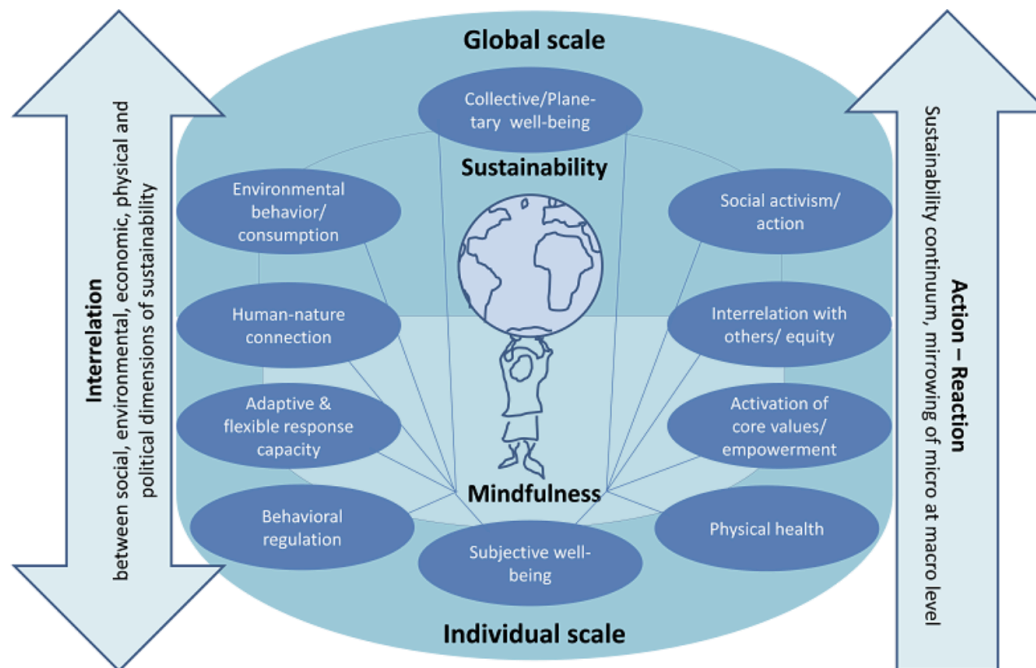 Global scale
Collective/Plane-
tary well-being
Sustainability
Environmental
behavior/
consumption
Social activism/
action
Human-nature
connection
Interrelation with
others/ equity
Adaptive &
flexible response
capacity
Activation of
core values/
empowerment
Mindfulness
Behavioral
regulation
Subjective well-
being
Physical health
Individual scale
Interrelation
between social, environmental, economic, physical and
political dimensions of sustainability
Action – Reaction
Sustainability continuum, mirrowing of micro at macro level